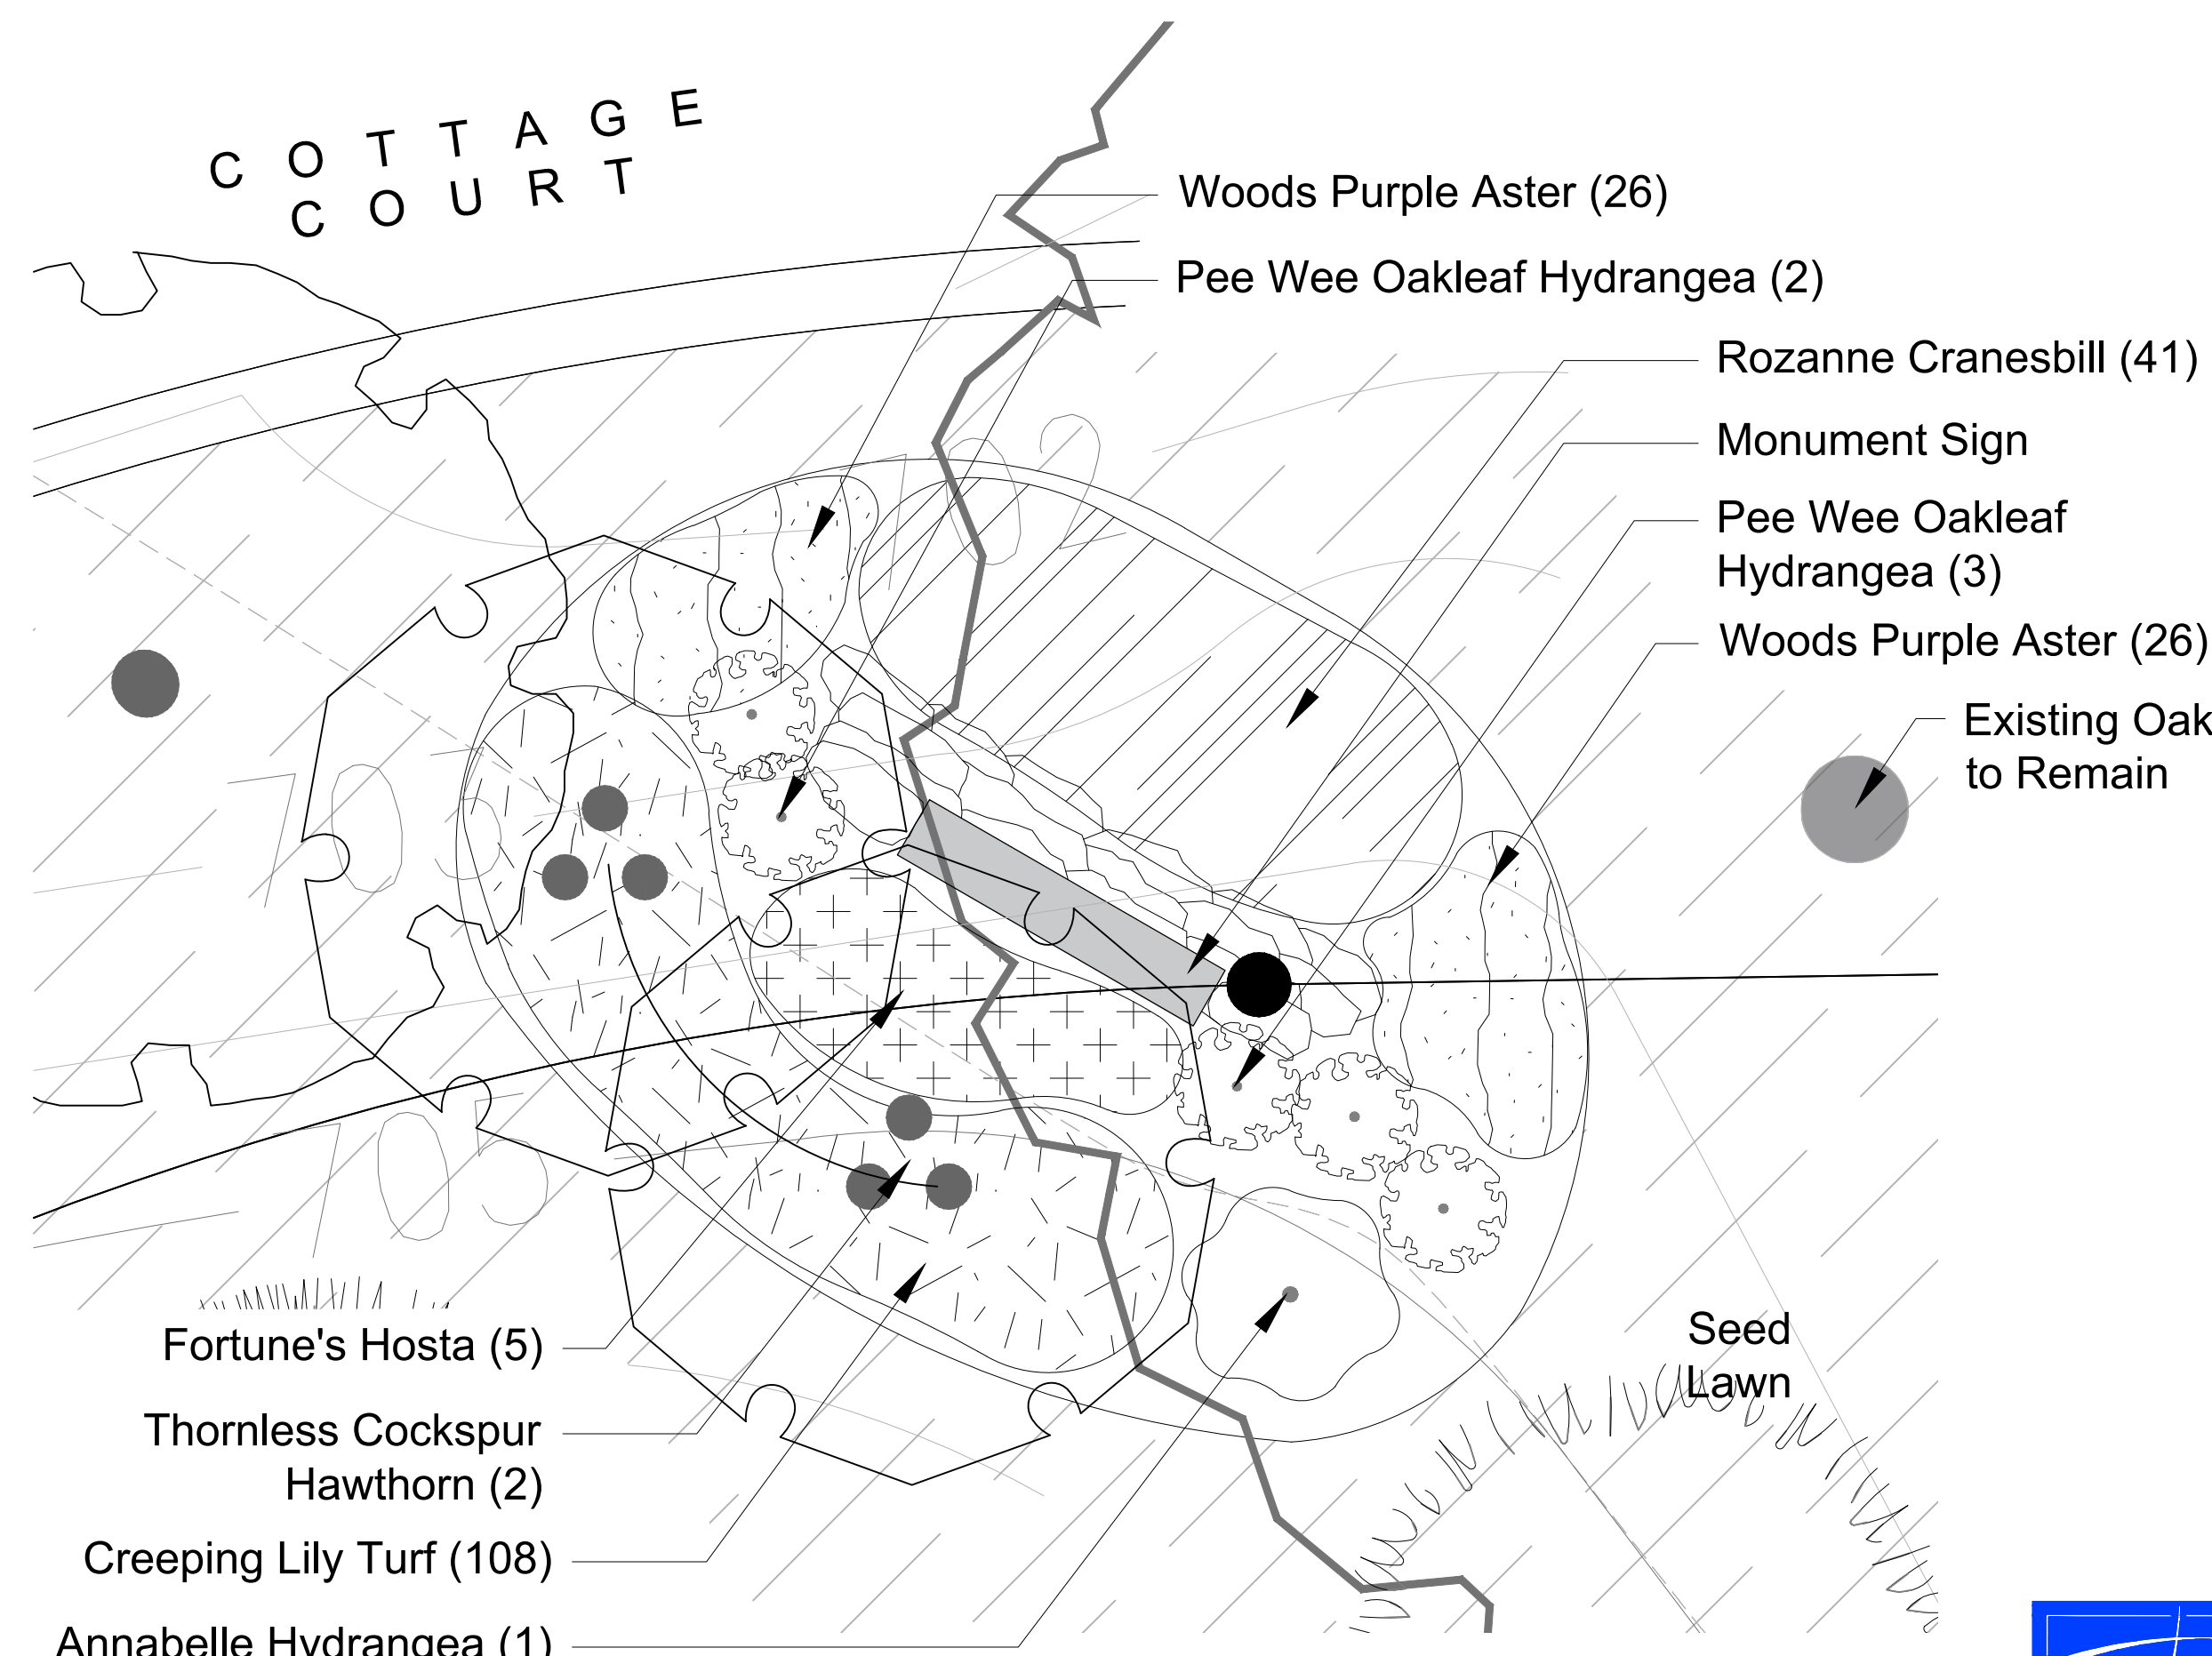 COTTAGE
COURT
Woods Purple Aster (26)
Pee Wee Oakleaf Hydrangea (2)
Rozanne Cranesbill (41)
Monument Sign
Pee Wee Oakleaf
Hydrangea (3)
Woods Purple Aster (26)
Existing Oak
to Remain
Seed
Lawn
Fortune's Hosta (5)
Thornless Cockspur
Hawthorn (2)
Creeping Lily Turf (108)
Annabelle Hydrangea (1)